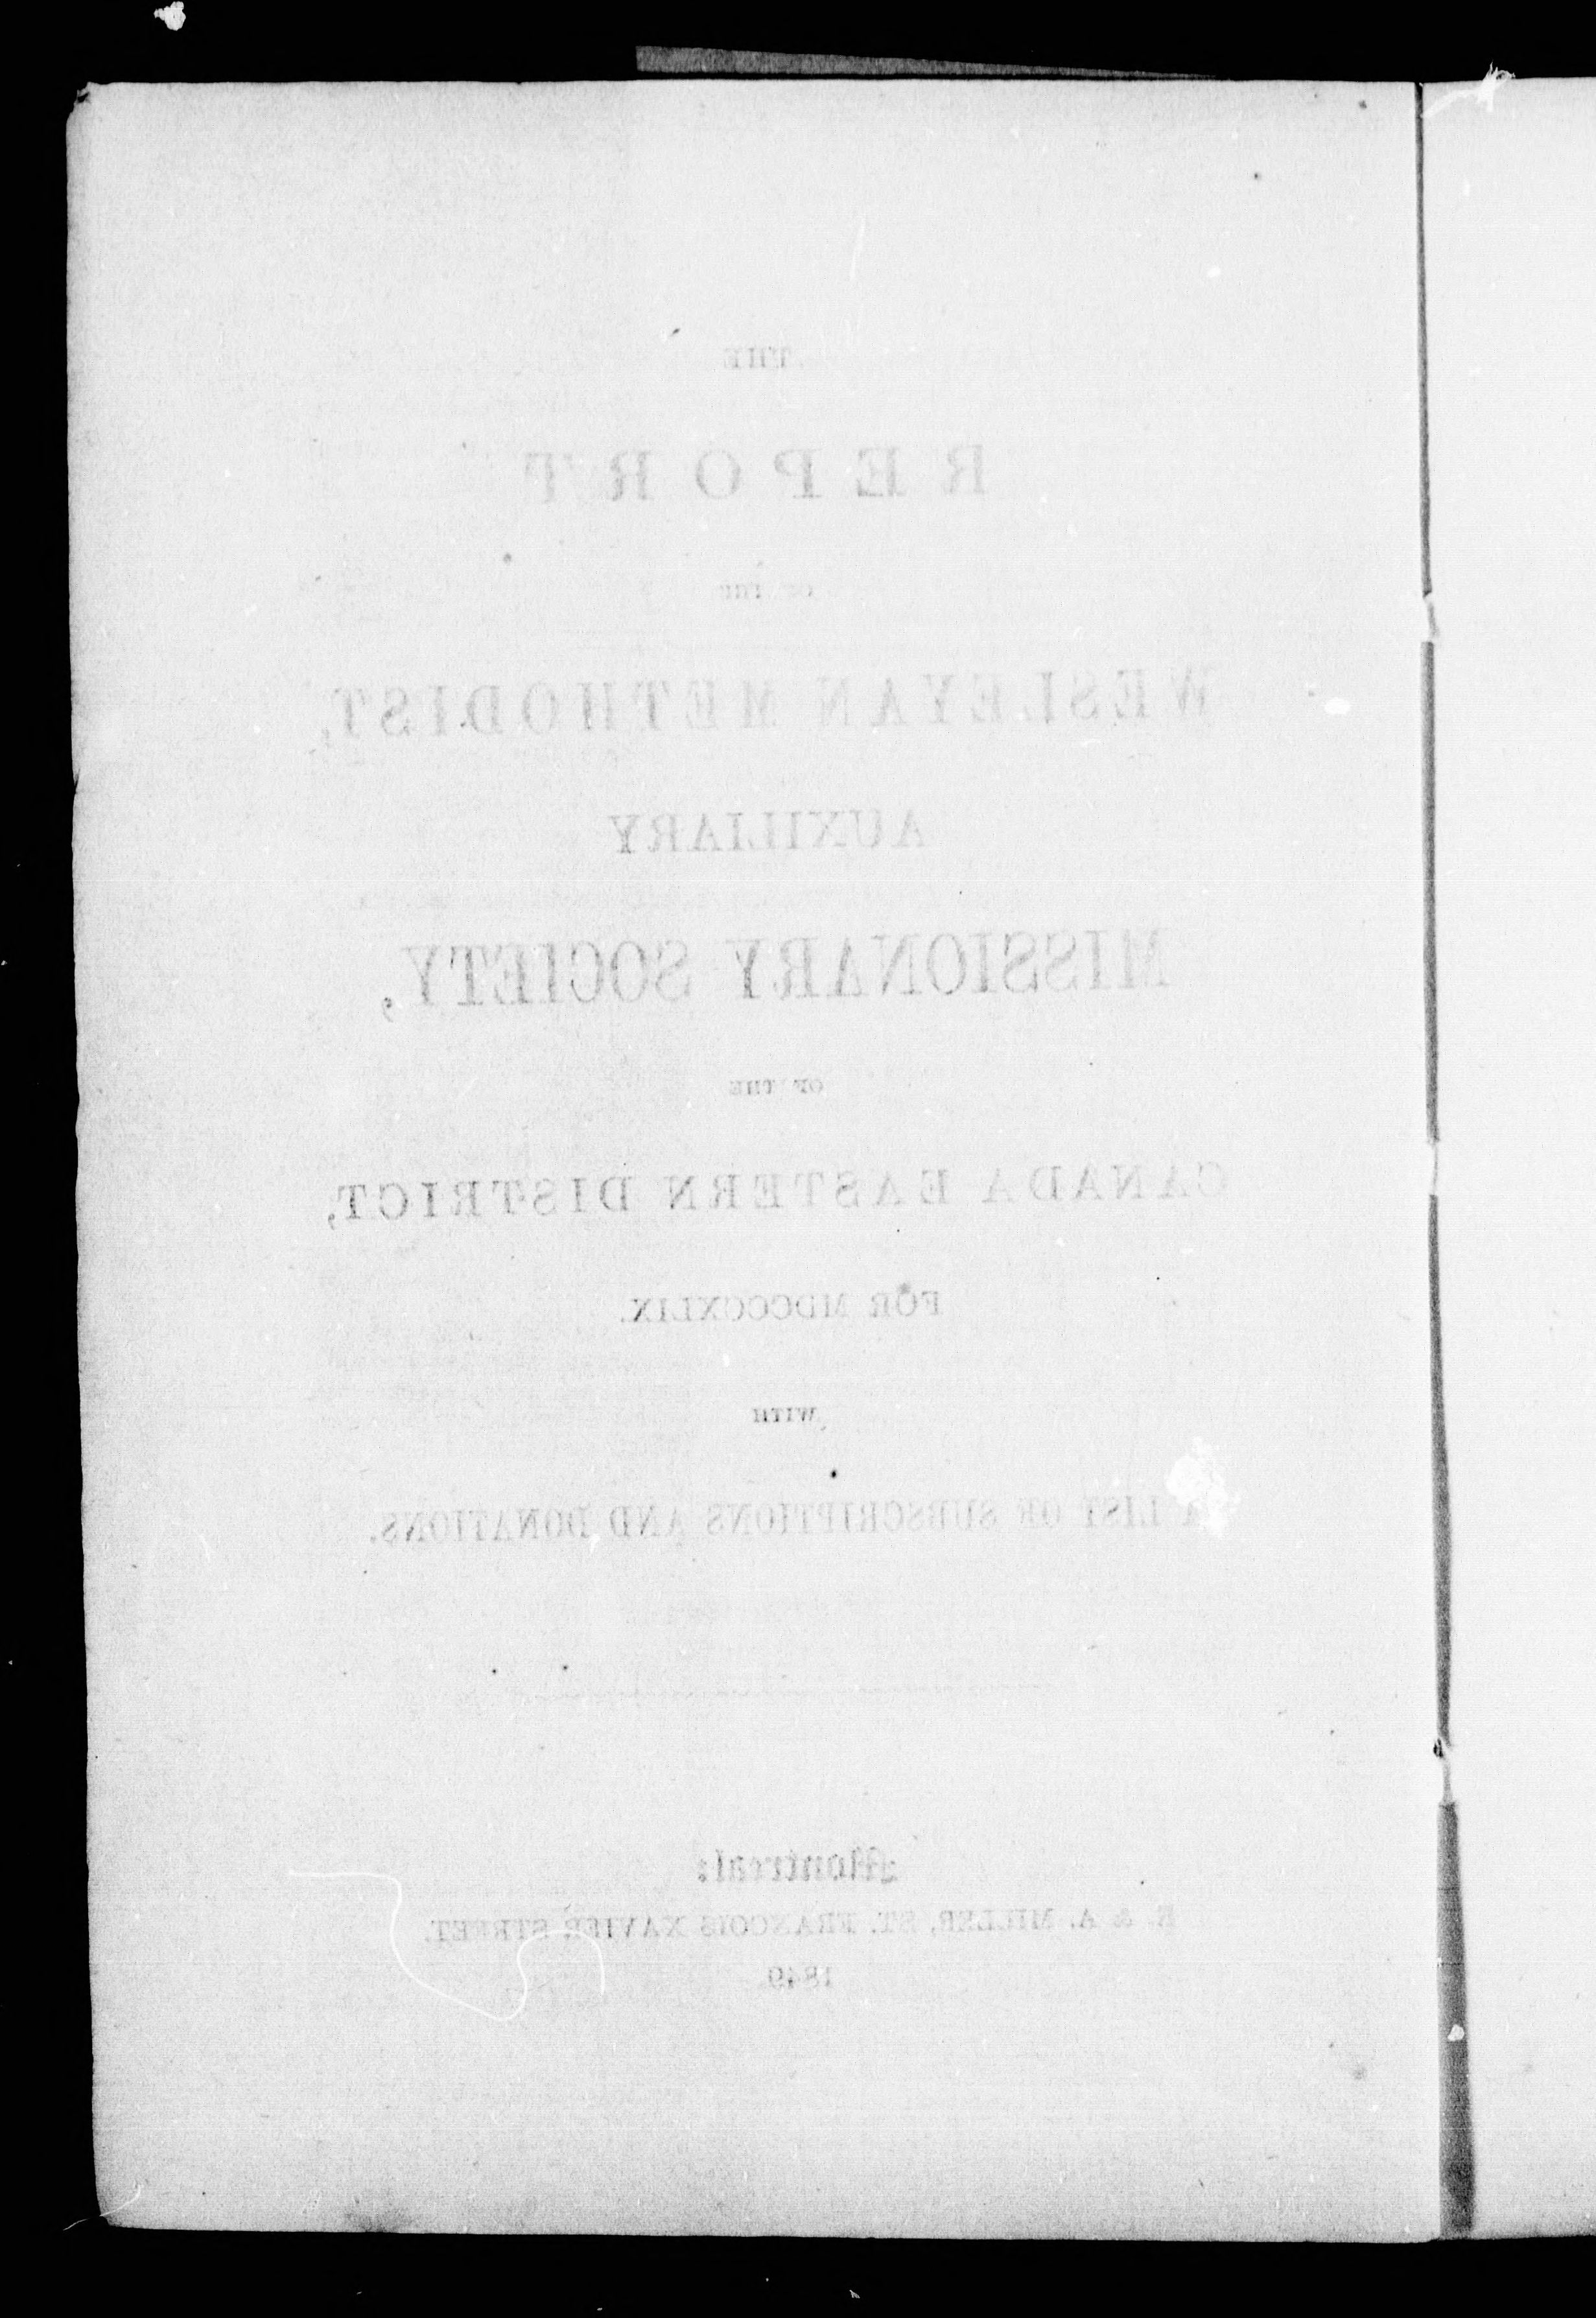 THE
REPORT
OF THE
WESLEYAN METHODIST,
AUXILIARY
MISSIONARY SOCIETY,
OF THE
CANADA EASTERN DISTRICT,
FOR MDCCCXLIX.
WITH
A LIST OF SUBSCRIPTIONS AND DONATIONS.
Montreal:
& A. MILLER, ST. FRANCOIS XAVIER STREET.
1849